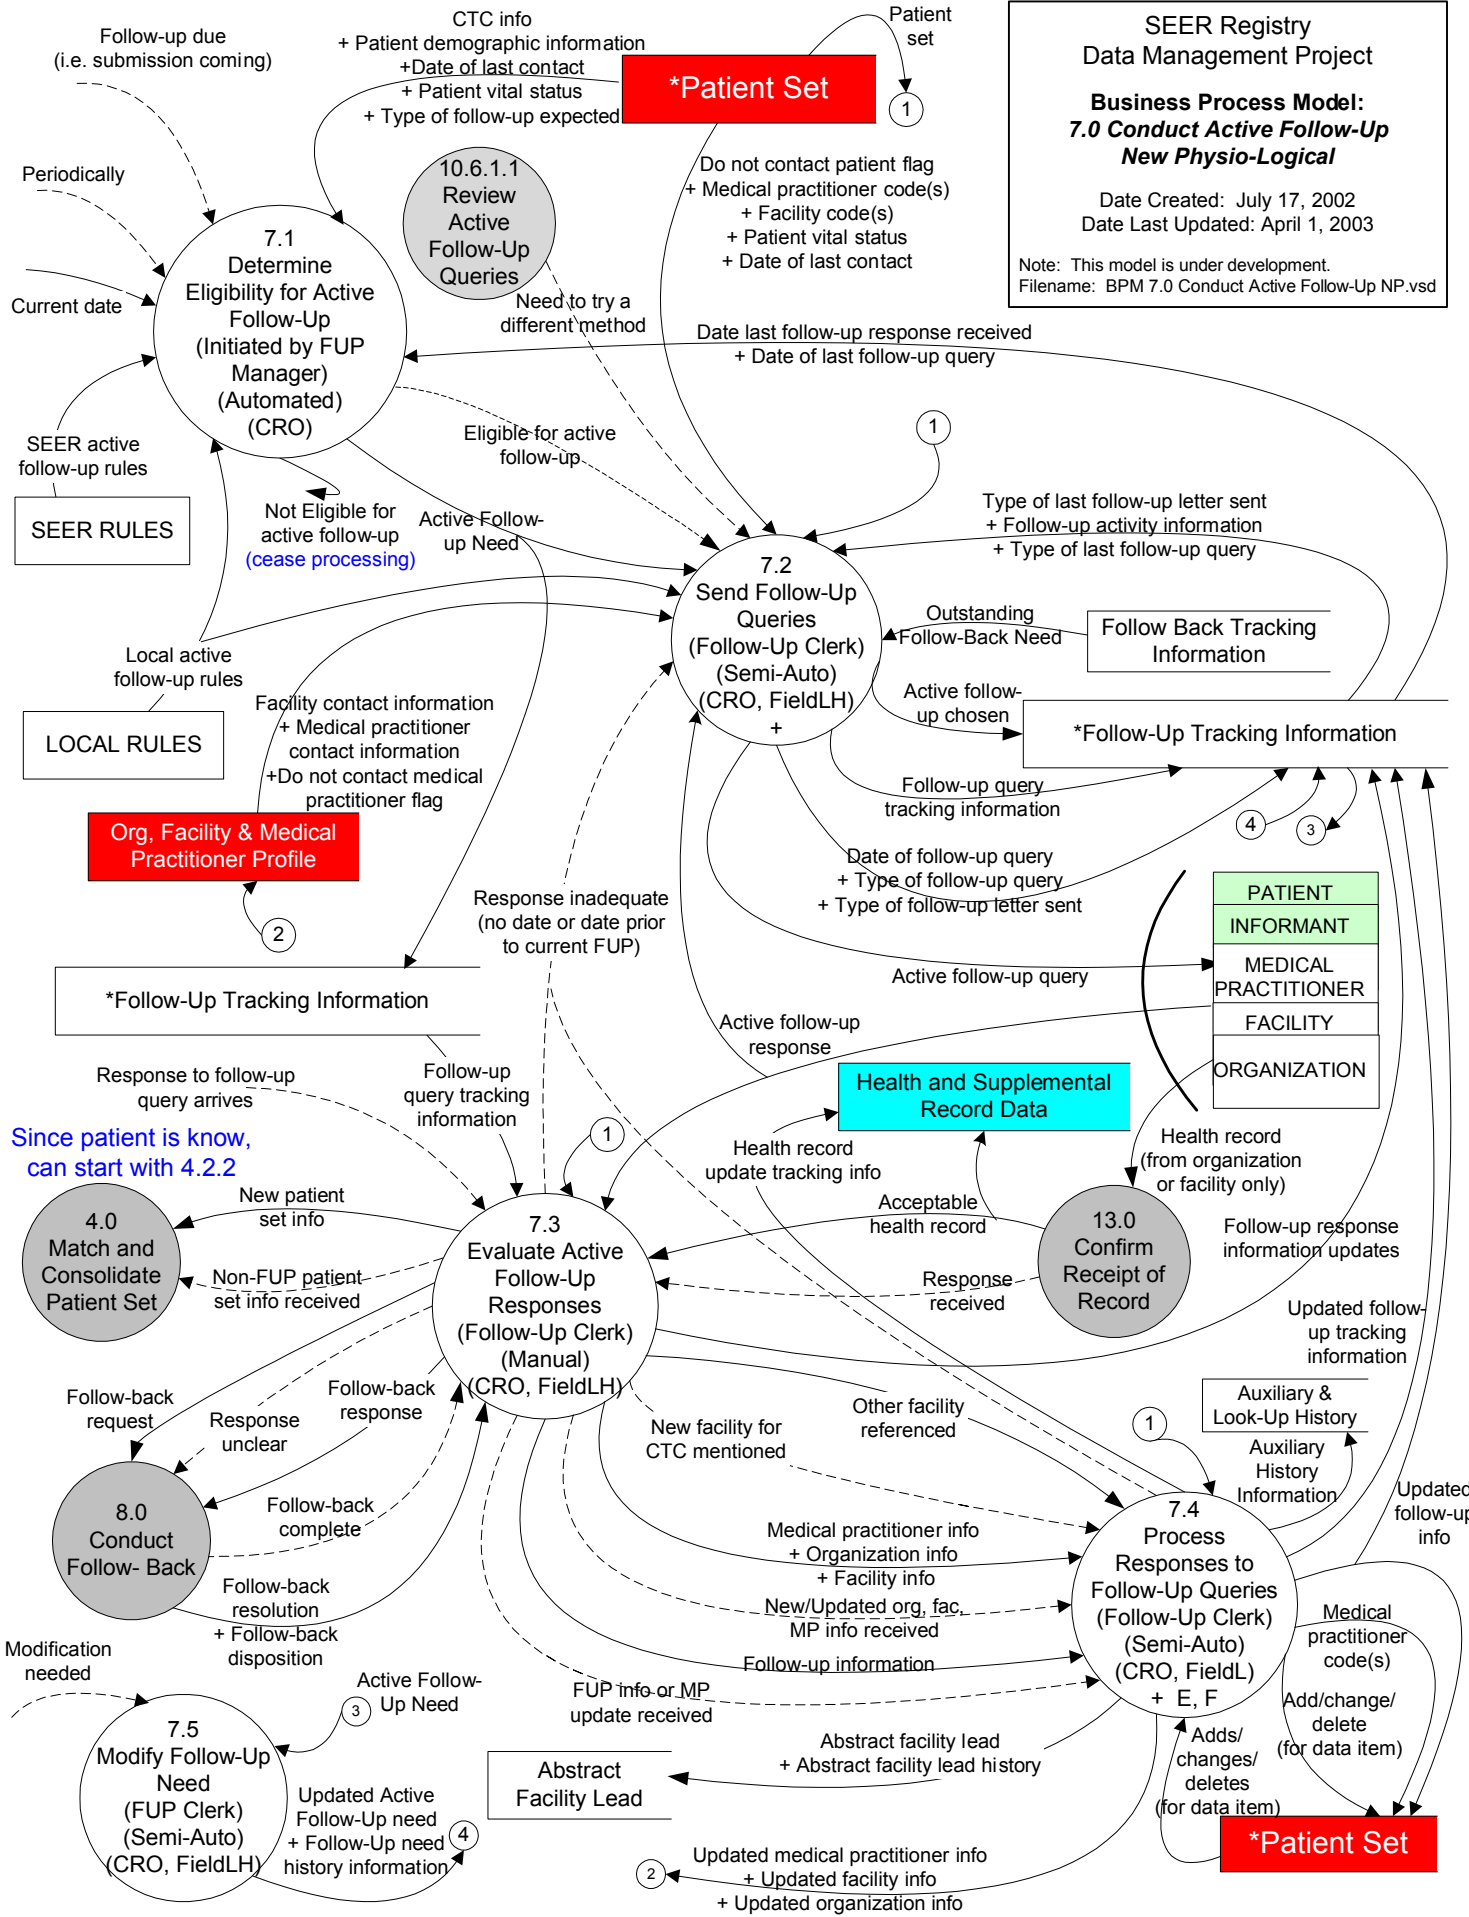 SEER Registry
Data Management Project
Business Process Model:
7.0 Conduct Active Follow-Up
New Physio-Logical
Date Created:  July 17, 2002
Date Last Updated: April 1, 2003
Note:  This model is under development.
Filename:  BPM 7.0 Conduct Active Follow-Up NP.vsd
Follow-up due
(i.e. submission coming)
CTC info
+ Patient demographic information
+Date of last contact
+ Patient vital status
+ Type of follow-up expected
*Patient Set
Patient
set
1
Periodically
Current date
7.1
Determine
Eligibility for Active
Follow-Up
(Initiated by FUP
Manager)
(Automated)
(CRO)
10.6.1.1
Review
Active
Follow-Up
Queries
Do not contact patient flag
+ Medical practitioner code(s)
+ Facility code(s)
+ Patient vital status
+ Date of last contact
Need to try a
different method
Date last follow-up response received
+ Date of last follow-up query
SEER active
follow-up rules
SEER RULES
Not Eligible for
active follow-up
(cease processing)
Eligible for active
follow-up
Active Follow-
up Need
1
Type of last follow-up letter sent
+ Follow-up activity information
+ Type of last follow-up query
7.2
Send Follow-Up
Queries
(Follow-Up Clerk)
(Semi-Auto)
(CRO, FieldLH)
+
Outstanding
Follow-Back Need
Follow Back Tracking
Information
Local active
follow-up rules
LOCAL RULES
Facility contact information
+ Medical practitioner
contact information
+Do not contact medical
practitioner flag
Active follow-
up chosen
*Follow-Up Tracking Information
Follow-up query
tracking information
4
3
Org, Facility & Medical
Practitioner Profile
2
Date of follow-up query
+ Type of follow-up query
+ Type of follow-up letter sent
Response inadequate
(no date or date prior
to current FUP)
PATIENT
INFORMANT
MEDICAL
PRACTITIONER
FACILITY
ORGANIZATION
Active follow-up query
*Follow-Up Tracking Information
Active follow-up
response
Response to follow-up
query arrives
Follow-up
query tracking
information
Health and Supplemental
Record Data
Since patient is know,
can start with 4.2.2
1
Health record
update tracking info
Health record
(from organization
or facility only)
4.0
Match and
Consolidate
Patient Set
New patient
set info
Non-FUP patient
set info received
7.3
Evaluate Active
Follow-Up
Responses
(Follow-Up Clerk)
(Manual)
(CRO, FieldLH)
Acceptable
health record
Response
received
13.0
Confirm
Receipt of
Record
Follow-up response
information updates
Updated follow-
up tracking
information
Follow-back
request
Response
unclear
Follow-back
response
New facility for
CTC mentioned
Other facility
referenced
1
Auxiliary &
Look-Up History
Auxiliary
History
Information
Updated
follow-up
info
8.0
Conduct
Follow- Back
Follow-back
complete
Follow-back
resolution
+ Follow-back
disposition
Medical practitioner info
+ Organization info
+ Facility info
New/Updated org, fac,
MP info received
Follow-up information
FUP info or MP
update received
7.4
Process
Responses to
Follow-Up Queries
(Follow-Up Clerk)
(Semi-Auto)
(CRO, FieldL)
+  E, F
Medical
practitioner
code(s)
Add/change/
delete
(for data item)
Adds/
changes/
deletes
(for data item)
*Patient Set
Modification
needed
7.5
Modify Follow-Up
Need
(FUP Clerk)
(Semi-Auto)
(CRO, FieldLH)
3
Active Follow-
Up Need
Updated Active
Follow-Up need
+ Follow-Up need
history information
4
Abstract
Facility Lead
Abstract facility lead
+ Abstract facility lead history
2
Updated medical practitioner info
+ Updated facility info
+ Updated organization info